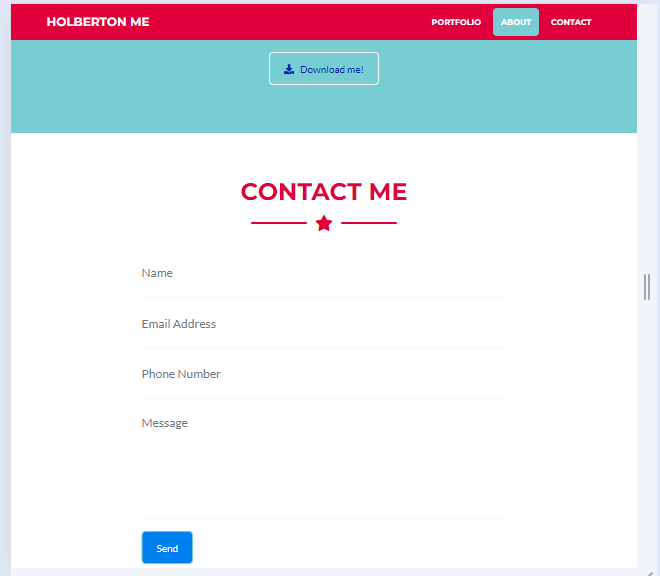 HOLBERTON ME
PORTFOLIO ABOUT CONTACT
Download me!
CONTACT ME
Name
Email Address
Phone Number
Message
Send